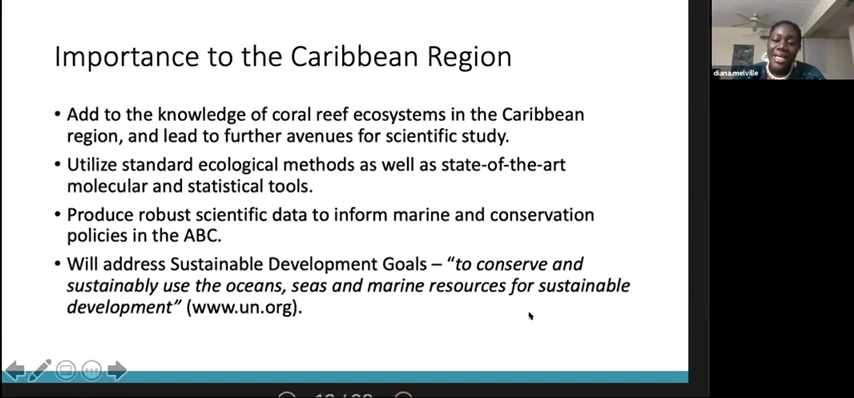 Importance to the Caribbean Region
• Add to the knowledge of coral reef ecosystems in the Caribbean
region, and lead to further avenues for scientific study.
• Utilize standard ecological methods as well as state-of-the-art
molecular and statistical tools.
• Produce robust scientific data to inform marine and conservation
policies in the ABC.
• Will address Sustainable Development Goals – “to conserve and
sustainably use the oceans, seas and marine resources for sustainable
development” (www.un.org).
diana.melville